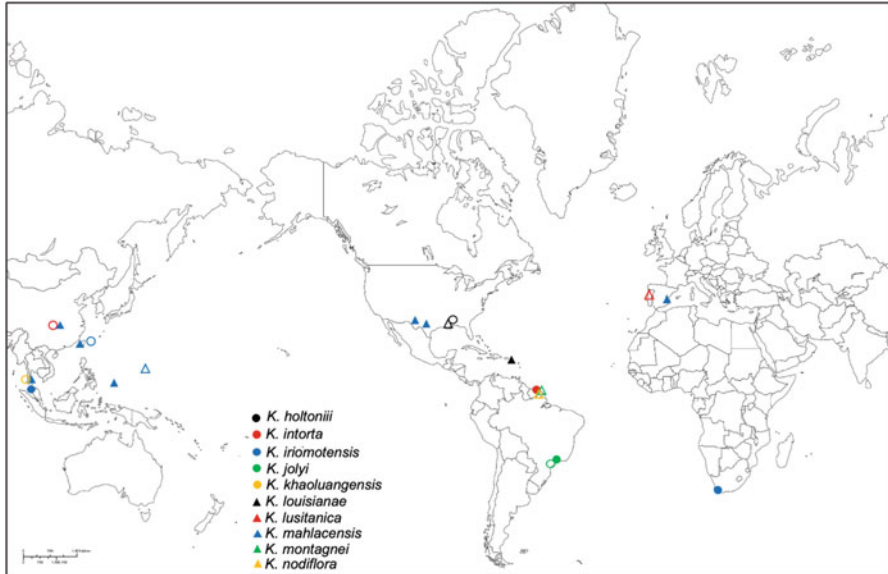 K. holtoniii
K. intorta
K. iriomotensis
K. jolyi
K. khaoluangensis
K. louisianae
K. lusitanica
K. mahlacensis
K. montagnei
K. nodiflora